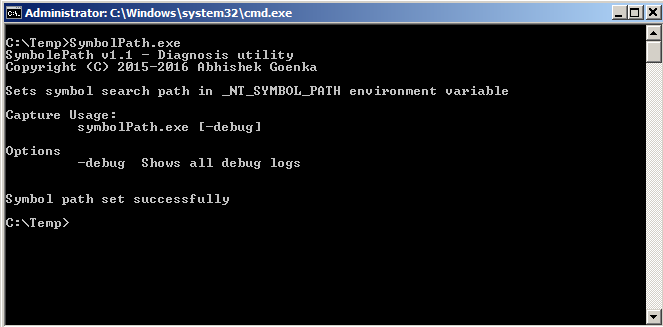 Administrator: C:\Windows\system32\cmd.exe
C:\Temp>SymbolPath.exe
SymbolePath v1.1 - Diagnosis utility
Copyright (C) 2015-2016 Abhishek Goenka
Sets symbol search path in _NT_SYMBOL_PATH environment variable
Capture Usage:
symbolPath.exe [-debug]
Options
-debug  Shows all debug logs
Symbol path set successfully
C:\Temp>